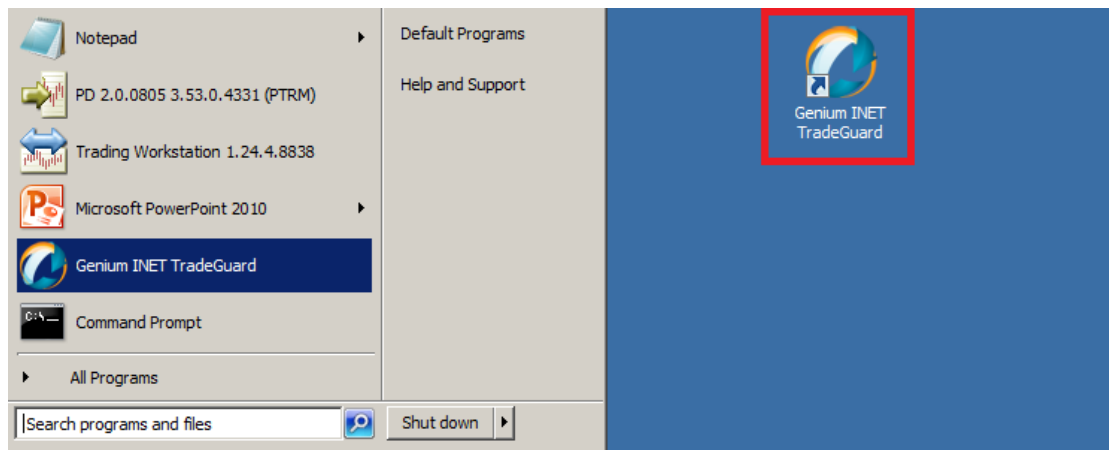 Notepad
PD 2.0.0805 3.53.0.4331 (PTRM)
Trading Workstation 1.24.4.8838
Microsoft PowerPoint 2010
Genium INET TradeGuard
C:\
Command Prompt
All Programs
Search programs and files
Default Programs
Help and Support
Shut down
Genium INET
TradeGuard